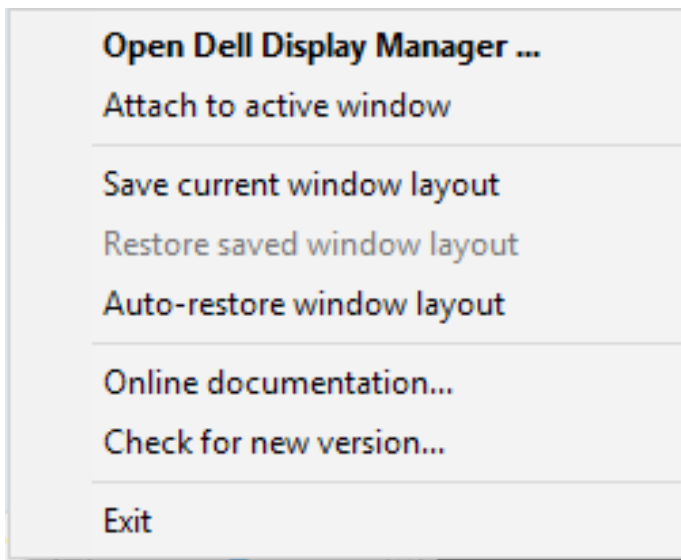 Open Dell Display Manager ...
Attach to active window
Save current window layout
Restore saved window layout
Auto-restore window layout
Online documentation...
Check for new version...
Exit